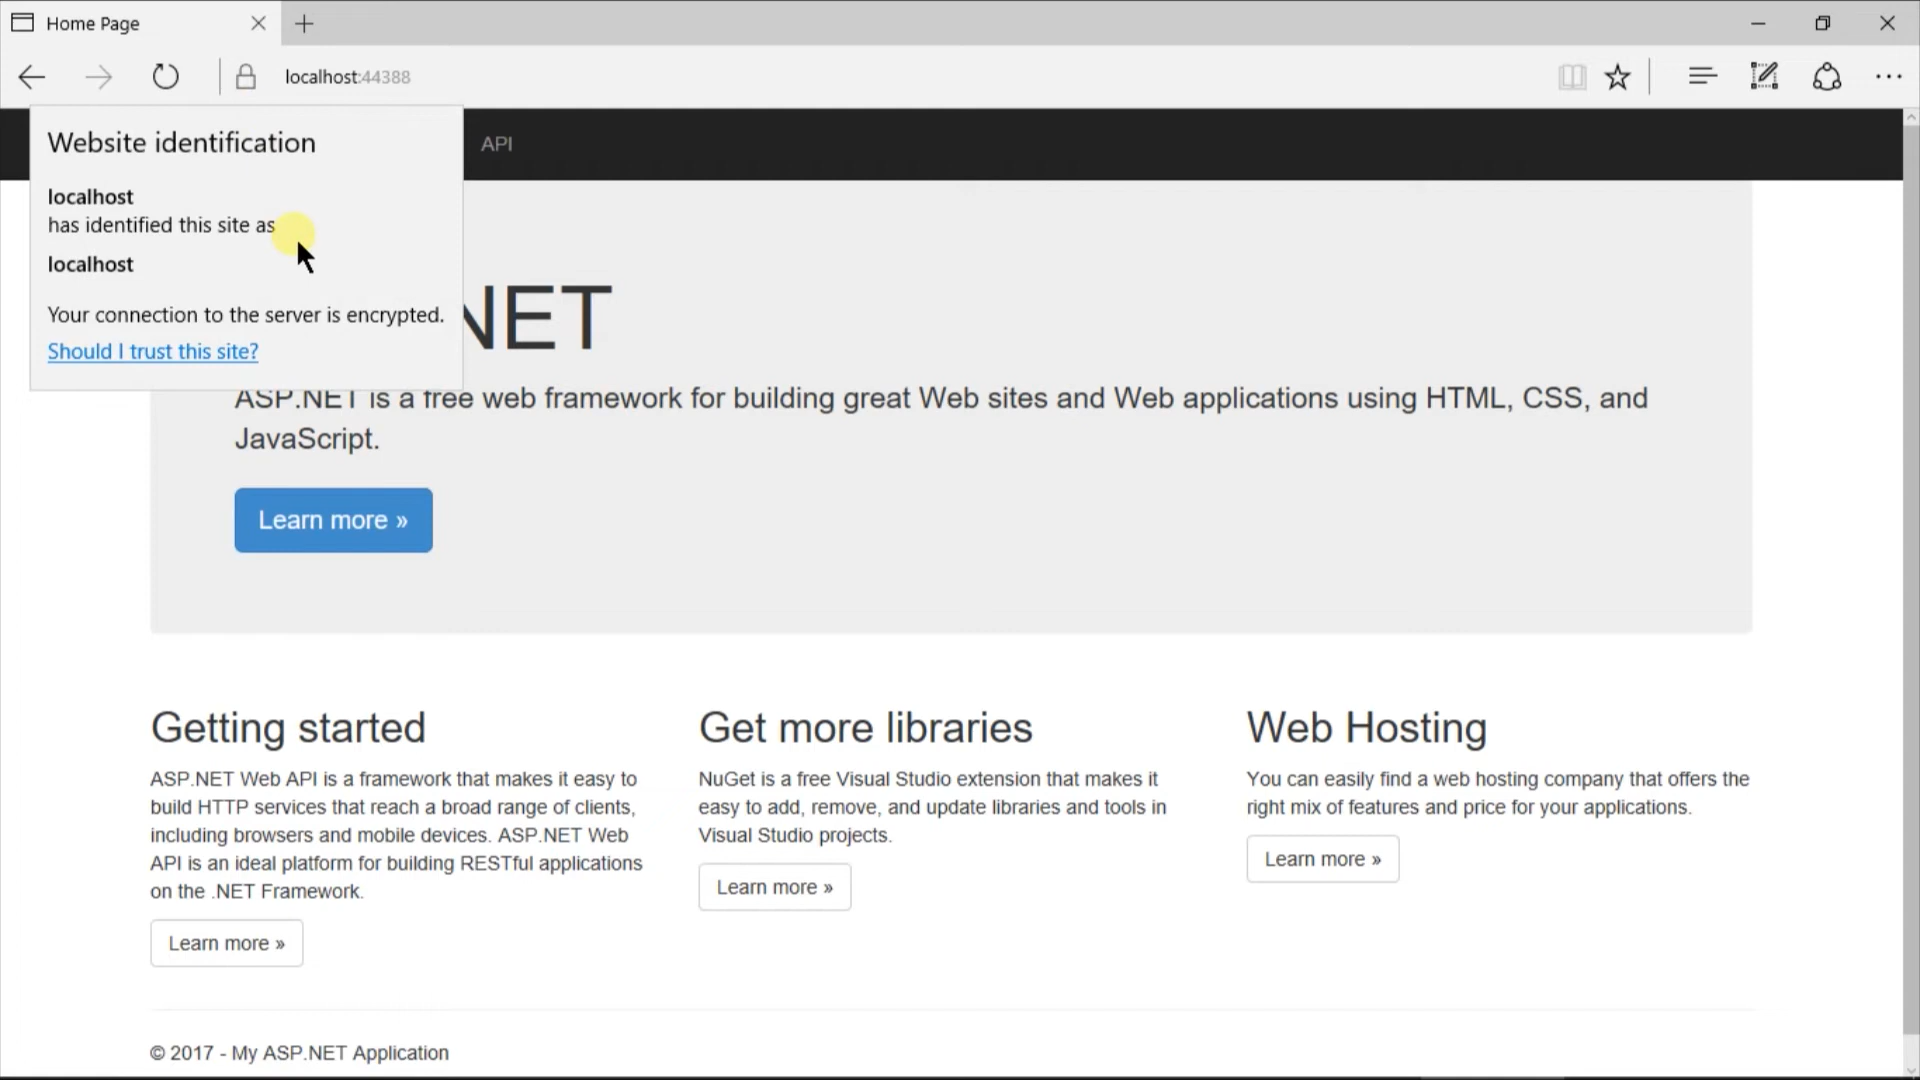 Home Page
localhost:44388
Website identification
localhost
has identified this site as
localhost
Your connection to the server is encrypted.
Should I trust this site?
API
NET
ASP.NET is a free web framework for building great Web sites and Web applications using HTML, CSS, and
JavaScript.
Learn more »
Getting started
ASP.NET Web API is a framework that makes it easy to
build HTTP services that reach a broad range of clients,
including browsers and mobile devices. ASP.NET Web
API is an ideal platform for building RESTful applications
on the .NET Framework.
Learn more »
Get more libraries
NuGet is a free Visual Studio extension that makes it
easy to add, remove, and update libraries and tools in
Visual Studio projects.
Learn more »
Web Hosting
You can easily find a web hosting company that offers the
right mix of features and price for your applications.
Learn more »
© 2017 - My ASP.NET Application